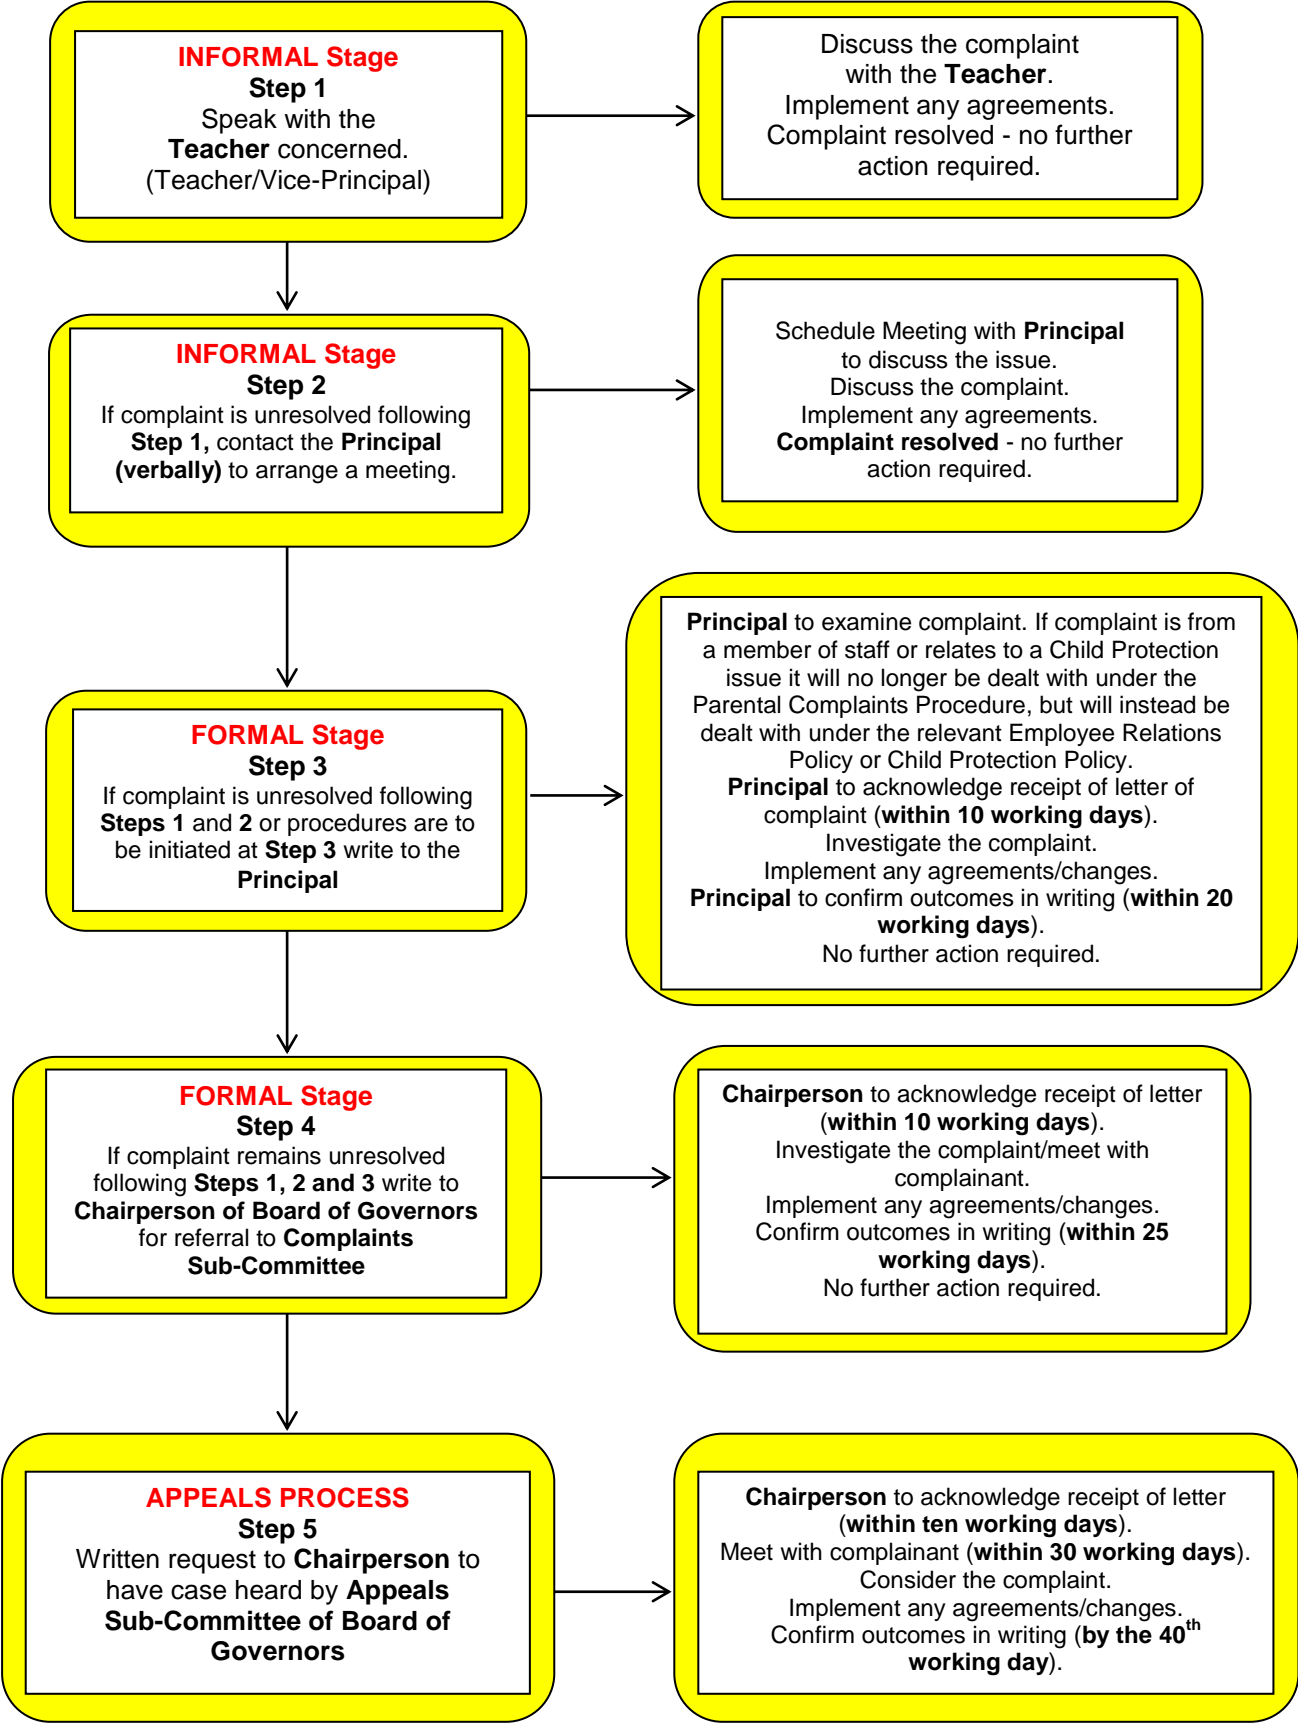 INFORMAL Stage
Step 1
Speak with the
Teacher concerned.
(Teacher/Vice-Principal)
Discuss the complaint
with the Teacher.
Implement any agreements.
Complaint resolved - no further
action required.
INFORMAL Stage
Step 2
If complaint is unresolved following
Step 1, contact the Principal
(verbally) to arrange a meeting.
Schedule Meeting with Principal
to discuss the issue.
Discuss the complaint.
Implement any agreements.
Complaint resolved - no further
action required.
FORMAL Stage
Step 3
If complaint is unresolved following
Steps 1 and 2 or procedures are to
be initiated at Step 3 write to the
Principal
Principal to examine complaint. If complaint is from
a member of staff or relates to a Child Protection
issue it will no longer be dealt with under the
Parental Complaints Procedure, but will instead be
dealt with under the relevant Employee Relations
Policy or Child Protection Policy.
Principal to acknowledge receipt of letter of
complaint (within 10 working days).
Investigate the complaint.
Implement any agreements/changes.
Principal to confirm outcomes in writing (within 20
working days).
No further action required.
FORMAL Stage
Step 4
If complaint remains unresolved
following Steps 1, 2 and 3 write to
Chairperson of Board of Governors
for referral to Complaints
Sub-Committee
Chairperson to acknowledge receipt of letter
(within 10 working days).
Investigate the complaint/meet with
complainant.
Implement any agreements/changes.
Confirm outcomes in writing (within 25
working days).
No further action required.
APPEALS PROCESS
Step 5
Written request to Chairperson to
have case heard by Appeals
Sub-Committee of Board of
Governors
Chairperson to acknowledge receipt of letter
(within ten working days).
Meet with complainant (within 30 working days).
Consider the complaint.
Implement any agreements/changes.
Confirm outcomes in writing (by the 40th
working day).